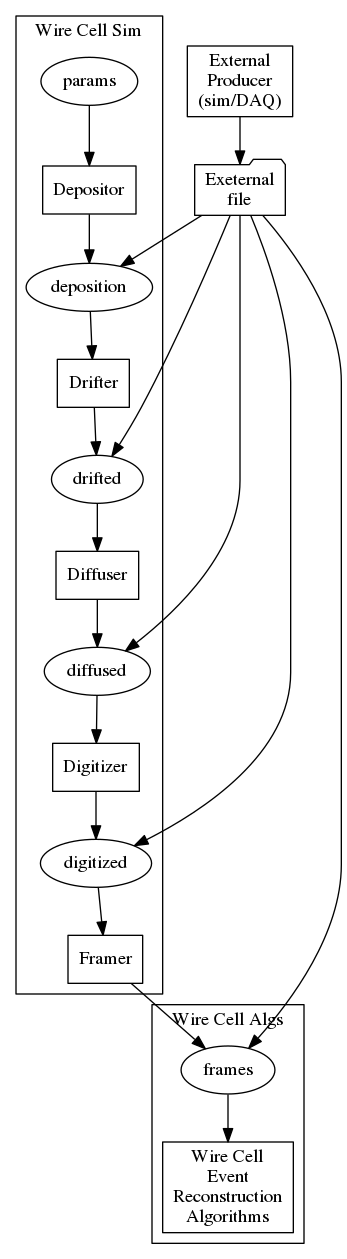 Wire Cell Sim
params
External
Producer
(sim/DAQ)
Depositor
Exeternal
file
deposition
Drifter
drifted
Diffuser
diffused
Digitizer
digitized
Framer
Wire Cell Algs
frames
Wire Cell
Event
Reconstruction
Algorithms